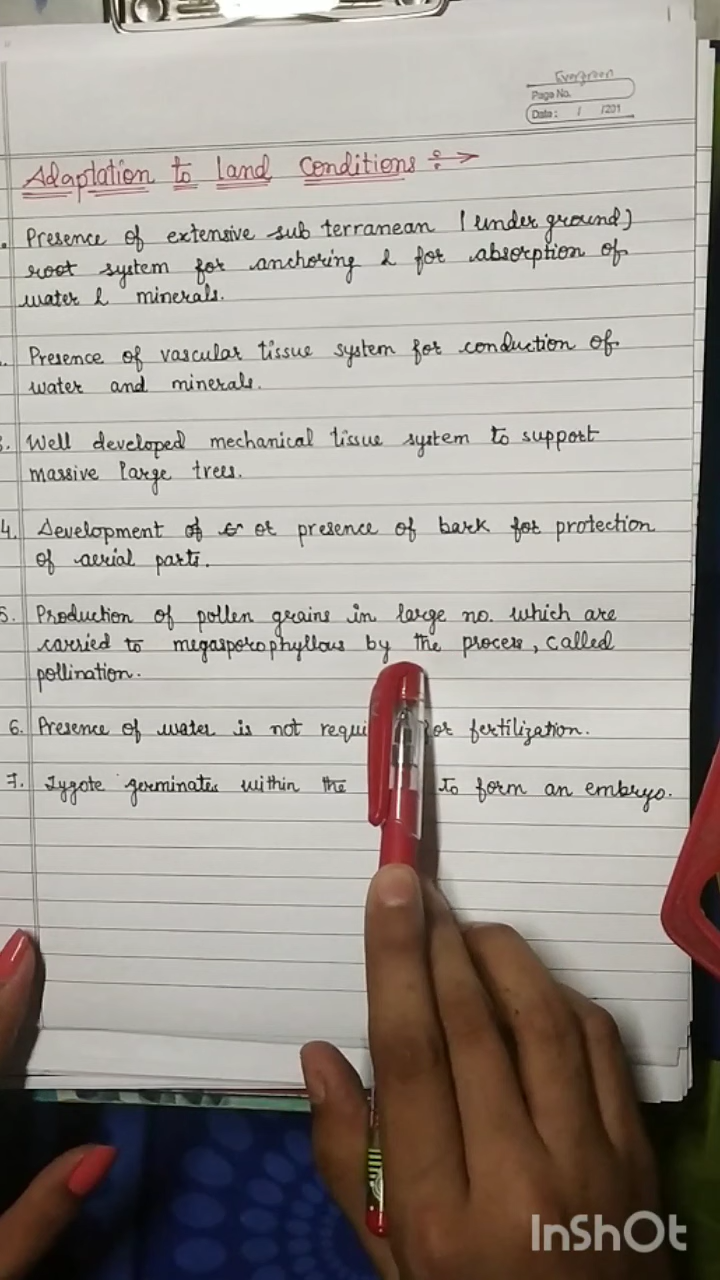 Evergreen
Page No.
Date: / /201
Adaptation to land Conditions ÷→
Presence of extensive sub terranean (under ground)
root system for anchoring & for absorption of
water & minerals.
Presence of vascular tissue system for conduction of
water and minerals.
3. Well developed mechanical tissue system to support
massive large trees.
4. Development of or presence of bark for protection
of aerial parts.
5. Production of pollen grains in large no. which are
carried to megasporophyllous by the process, called
pollination.
6. Presence of water is not requi for fertilization.
7. Zygote germinates within the to form an embryo.
InShOt